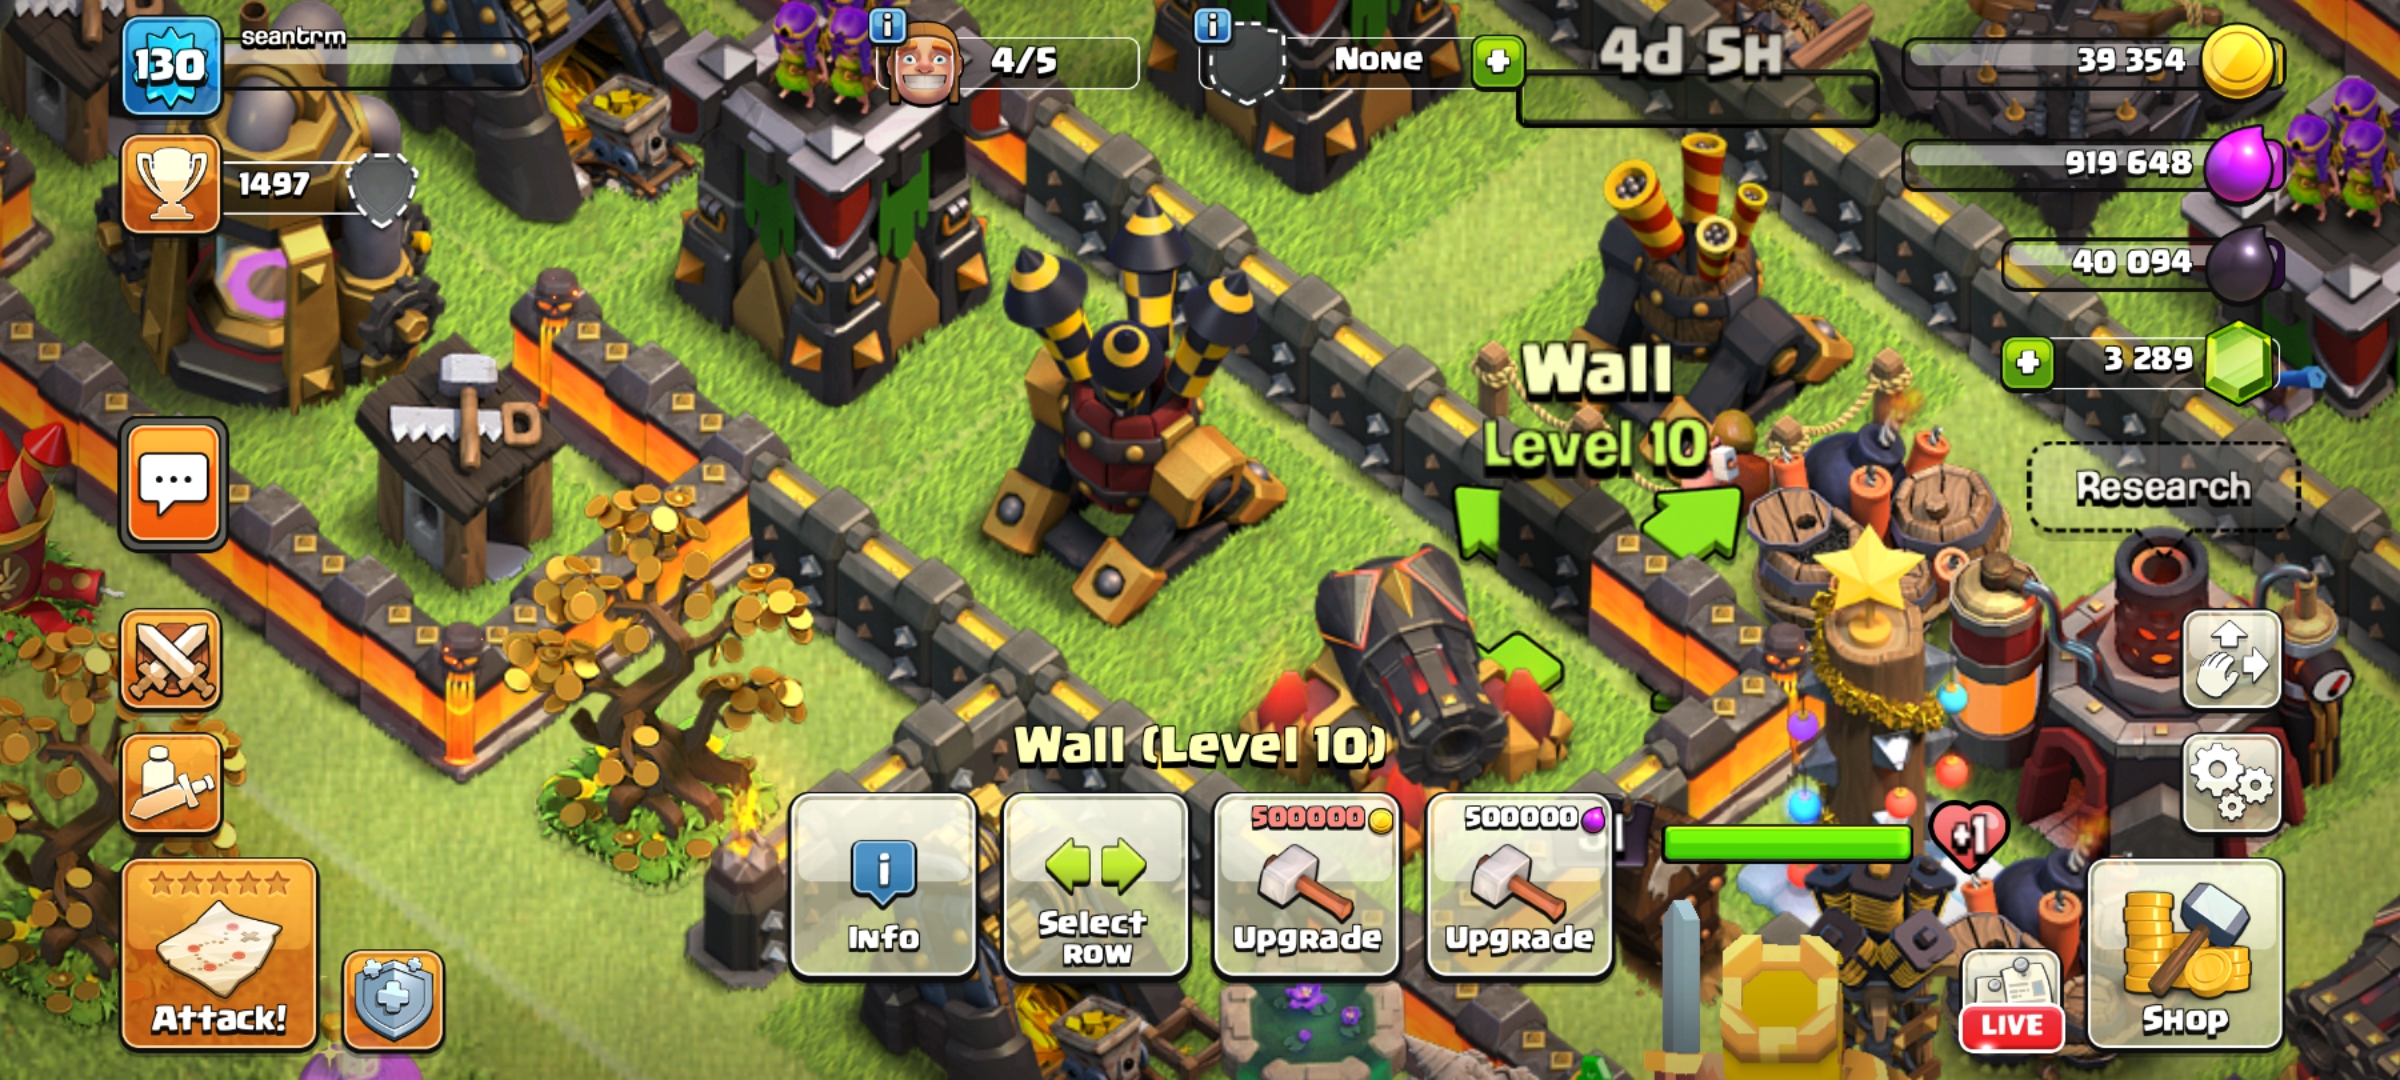 130
seantrm
4/5
None
4d 5H
39 354
1497
919 648
40 094
3 289
Wall
Level 10
Research
Wall (Level 10)
Info
Select
Row
500000
Upgrade
500000
Upgrade
+1
Attack!
LIVE
Shop